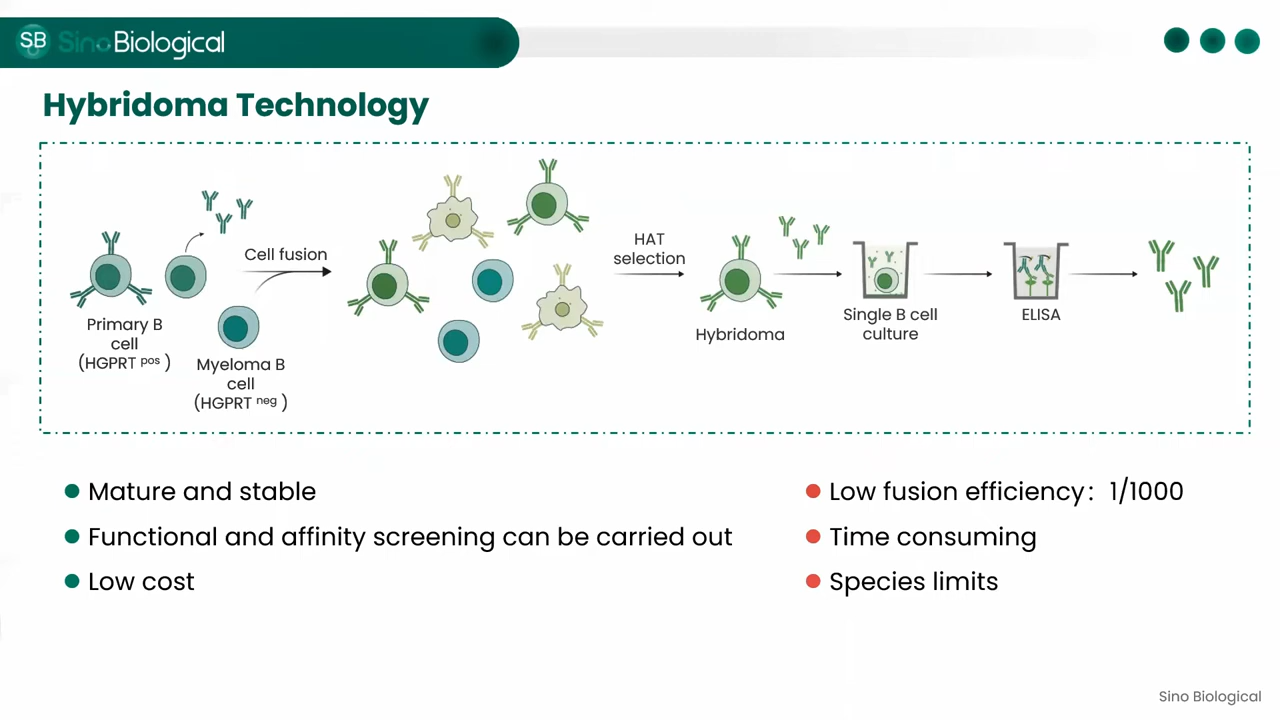 SB SinoBiological
Hybridoma Technology
Cell fusion
Primary B
cell
(HGPRT pos )
Myeloma B
cell
(HGPRT neg )
HAT
selection
Hybridoma
Single B cell
culture
ELISA
Mature and stable
Functional and affinity screening can be carried out
Low cost
Low fusion efficiency: 1/1000
Time consuming
Species limits
Sino Biological